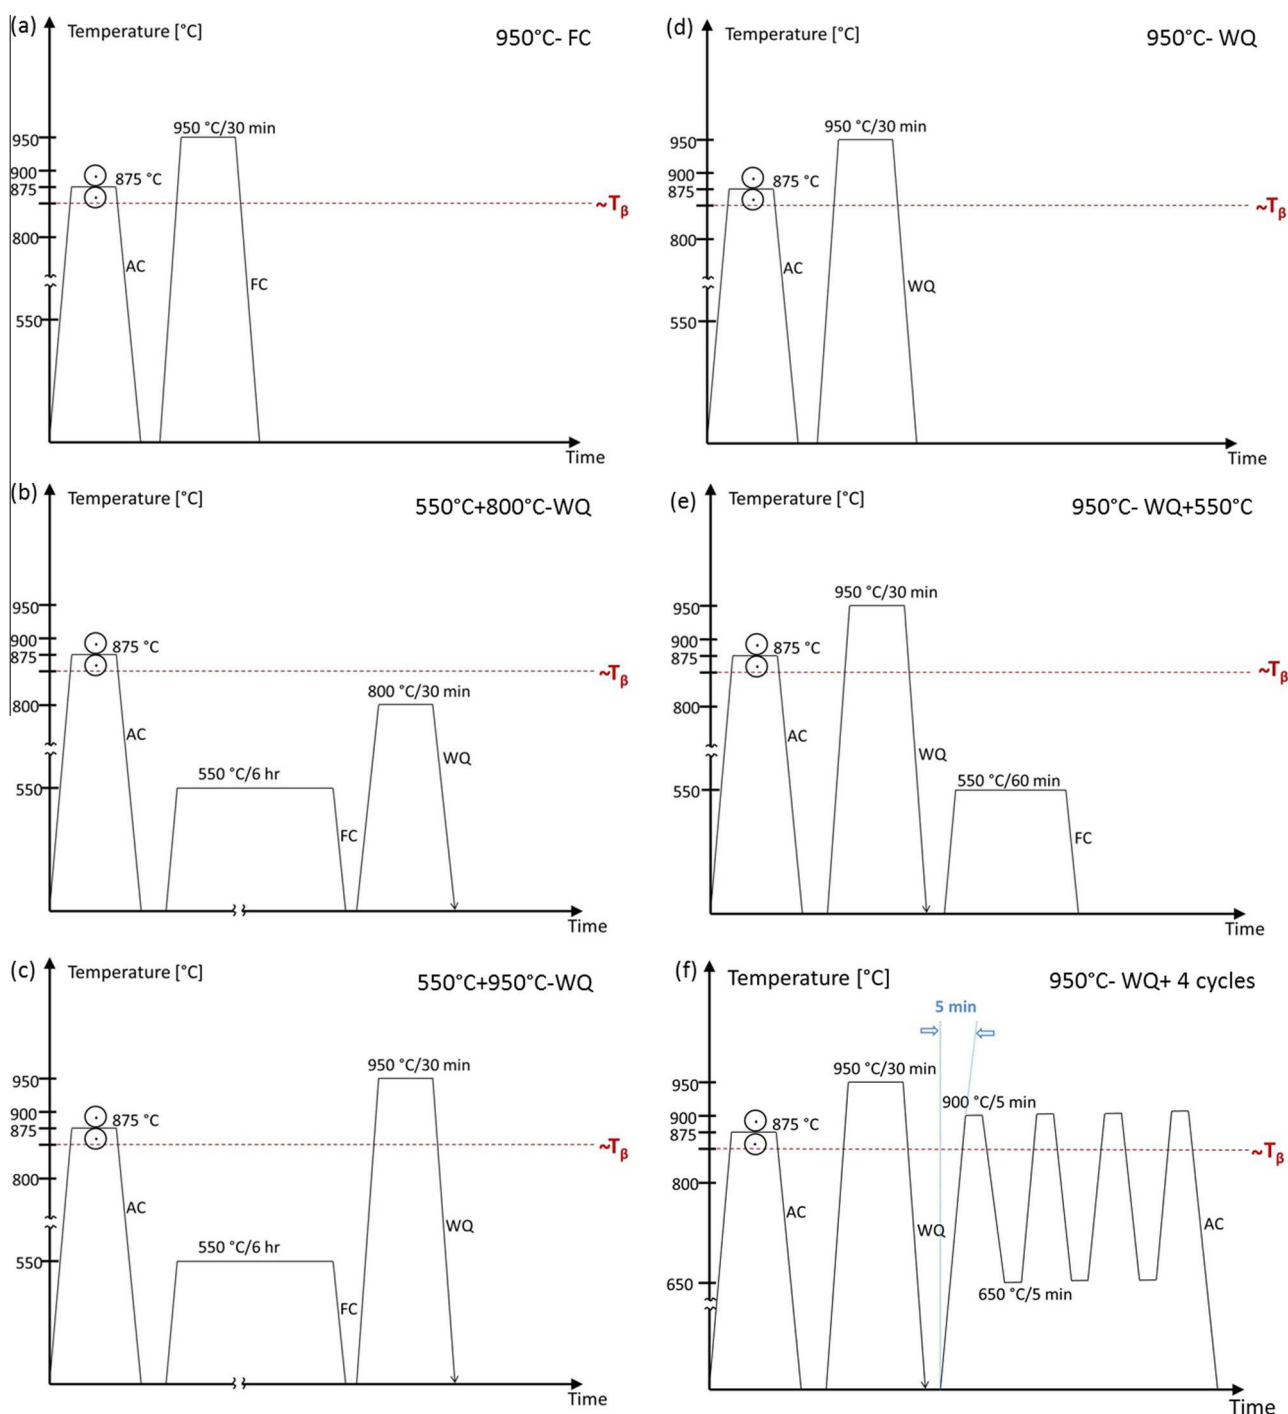 (a)
Temperature [°C]
950°C- FC
950 °C/30 min
950
900
875
875 °C
~Tβ
800
AC
FC
550
Time
(d)
Temperature [°C]
950°C- WQ
950 °C/30 min
950
900
875
875 °C
~Tβ
800
AC
WQ
550
Time
(b)
Temperature [°C]
550°C+800°C-WQ
950
900
875
875 °C
~Tβ
800 °C/30 min
800
AC
WQ
550 °C/6 hr
550
FC
Time
(e)
Temperature [°C]
950°C- WQ+550°C
950 °C/30 min
950
900
875
875 °C
~Tβ
800
AC
WQ
550 °C/60 min
550
FC
Time
(c)
Temperature [°C]
550°C+950°C-WQ
950 °C/30 min
950
900
875
875 °C
~Tβ
800
AC
WQ
550 °C/6 hr
550
FC
Time
(f)
Temperature [°C]
950°C- WQ+ 4 cycles
5 min
950 °C/30 min
950
900 °C/5 min
900
875
875 °C
~Tβ
800
AC
WQ
AC
650
650 °C/5 min
Time